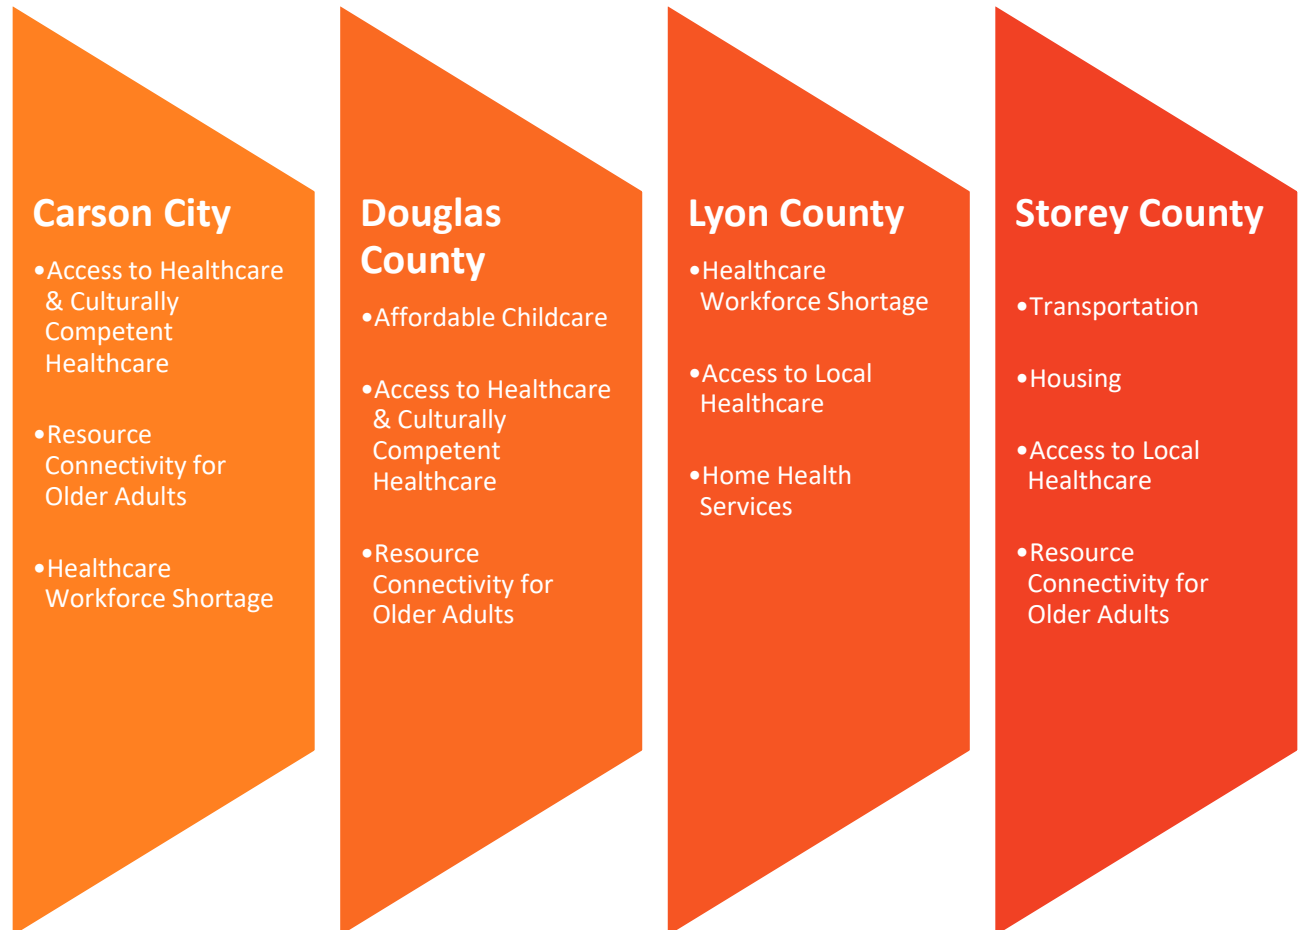 Carson City
•Access to Healthcare
& Culturally
Competent
Healthcare
•Resource
Connectivity for
Older Adults
•Healthcare
Workforce Shortage
Douglas
County
•Affordable Childcare
•Access to Healthcare
& Culturally
Competent
Healthcare
•Resource
Connectivity for
Older Adults
Lyon County
•Healthcare
Workforce Shortage
•Access to Local
Healthcare
•Home Health
Services
Storey County
•Transportation
•Housing
•Access to Local
Healthcare
•Resource
Connectivity for
Older Adults